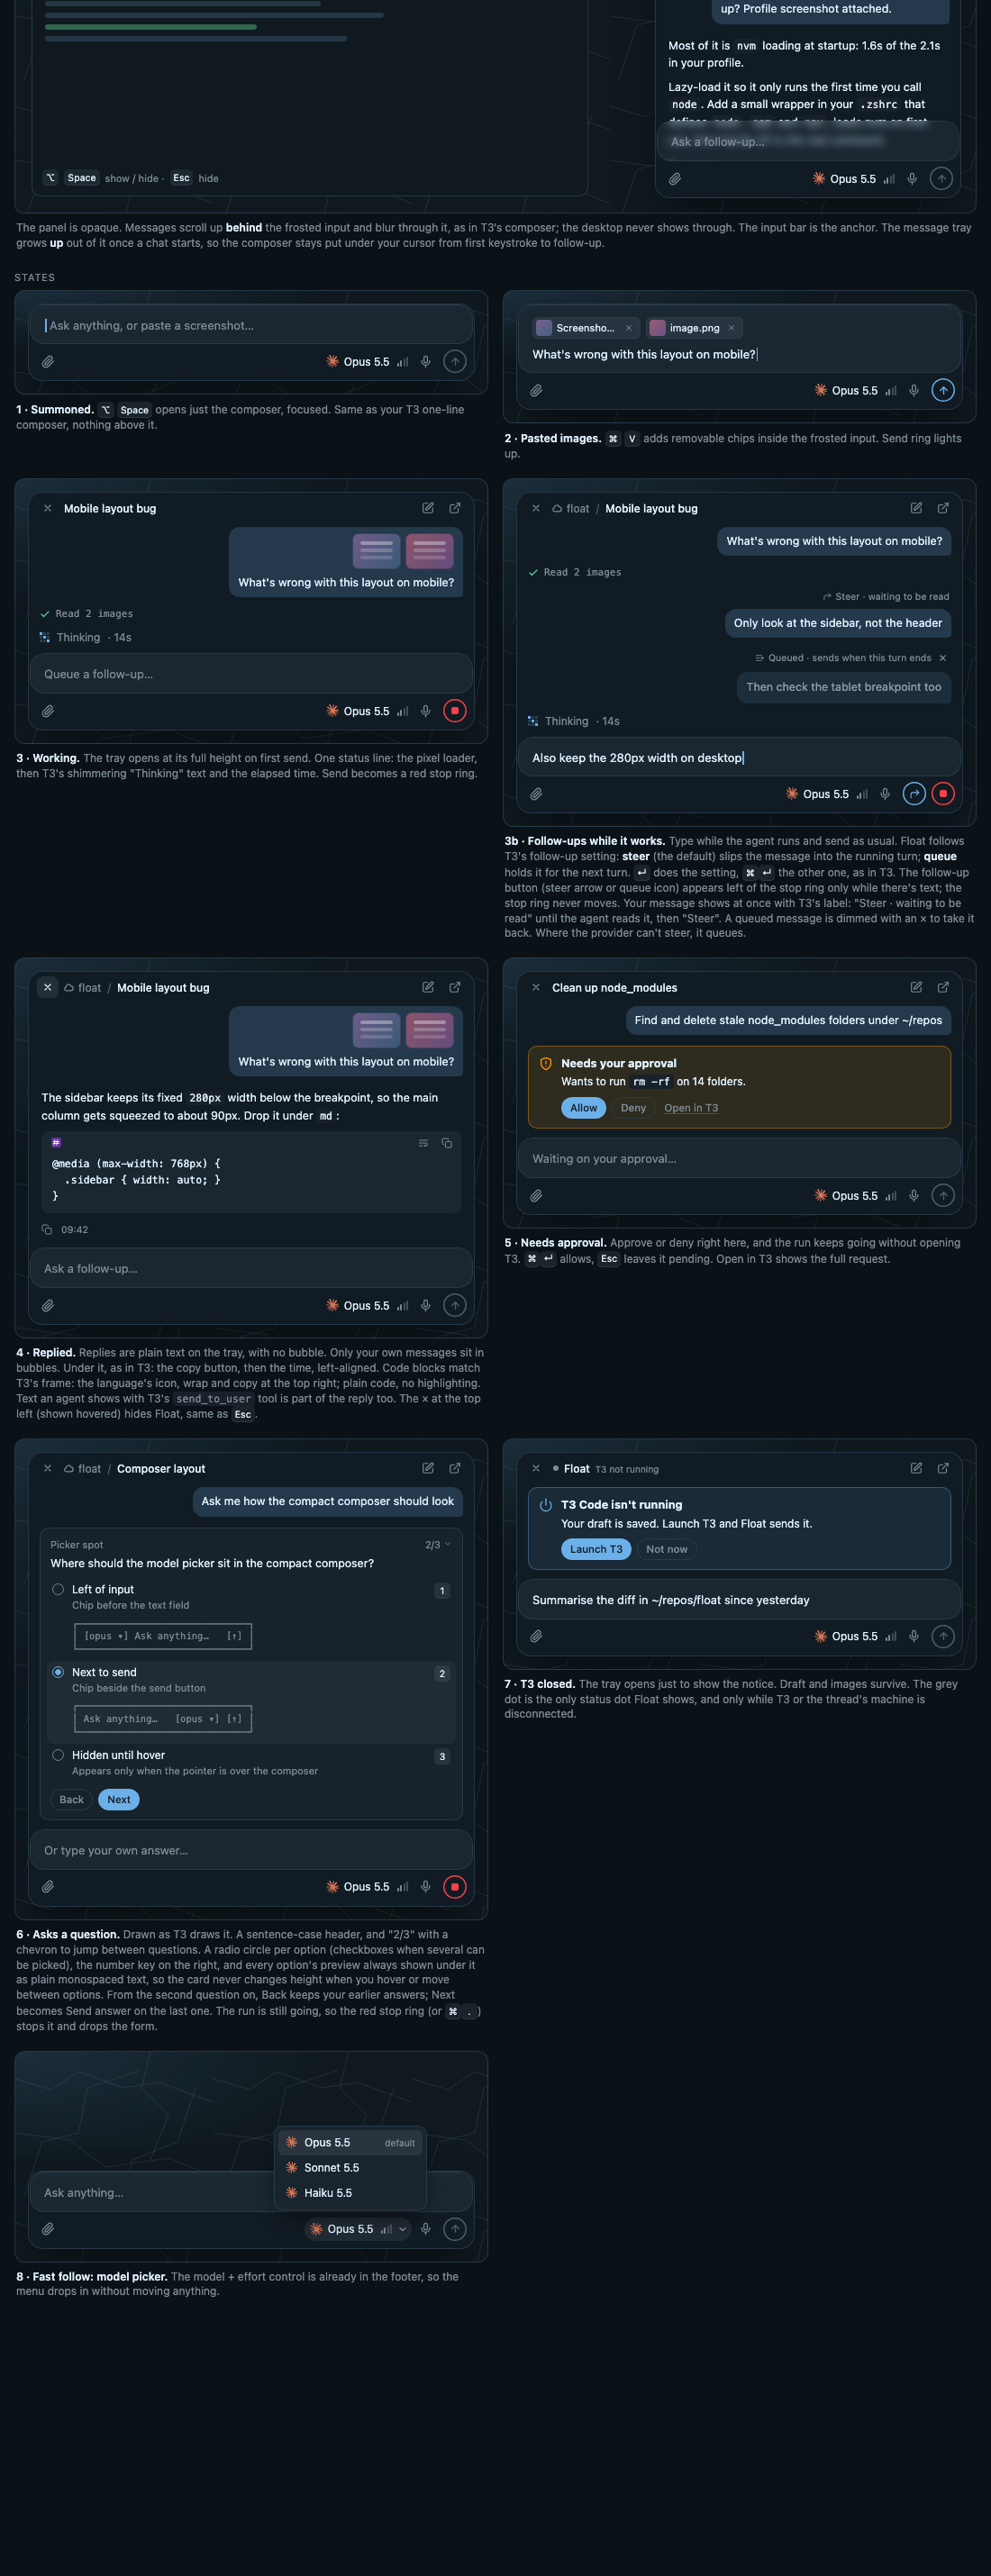 up? Profile screenshot attached.
Most of it is nvm loading at startup: 1.6s of the 2.1s
in your profile.
Lazy-load it so it only runs the first time you call
node . Add a small wrapper in your .zshrc that
Ask a follow-up...
Opus 5.5
⌥ Space show / hide · Esc hide
The panel is opaque. Messages scroll up behind the frosted input and blur through it, as in T3's composer; the desktop never shows through. The input bar is the anchor. The message tray
grows up out of it once a chat starts, so the composer stays put under your cursor from first keystroke to follow-up.
STATES
Ask anything, or paste a screenshot...
Opus 5.5
1 · Summoned. ⌥ Space opens just the composer, focused. Same as your T3 one-line
composer, nothing above it.
Screensho... ×
image.png ×
What's wrong with this layout on mobile?
Opus 5.5
2 · Pasted images. ⌘ V adds removable chips inside the frosted input. Send ring lights
up.
× Mobile layout bug
What's wrong with this layout on mobile?
Read 2 images
Thinking · 14s
Queue a follow-up...
Opus 5.5
3 · Working. The tray opens at its full height on first send. One status line: the pixel loader,
then T3's shimmering "Thinking" text and the elapsed time. Send becomes a red stop ring.
× float / Mobile layout bug
What's wrong with this layout on mobile?
Read 2 images
Steer · waiting to be read
Only look at the sidebar, not the header
Queued · sends when this turn ends ×
Then check the tablet breakpoint too
Thinking · 14s
Also keep the 280px width on desktop
Opus 5.5
3b · Follow-ups while it works. Type while the agent runs and send as usual. Float follows
T3's follow-up setting: steer (the default) slips the message into the running turn; queue
holds it for the next turn. ↵ does the setting, ⌘ ↵ the other one, as in T3. The follow-up
button (steer arrow or queue icon) appears left of the stop ring only while there's text; the
stop ring never moves. Your message shows at once with T3's label: "Steer · waiting to be
read" until the agent reads it, then "Steer". A queued message is dimmed with an × to take it
back. Where the provider can't steer, it queues.
× float / Mobile layout bug
What's wrong with this layout on mobile?
The sidebar keeps its fixed 280px width below the breakpoint, so the main
column gets squeezed to about 90px. Drop it under md :
#
@media (max-width: 768px) {
.sidebar { width: auto; }
}
09:42
Ask a follow-up...
Opus 5.5
4 · Replied. Replies are plain text on the tray, with no bubble. Only your own messages sit in
bubbles. Under it, as in T3: the copy button, then the time, left-aligned. Code blocks match
T3's frame: the language's icon, wrap and copy at the top right; plain code, no highlighting.
Text an agent shows with T3's send_to_user tool is part of the reply too. The × at the top
left (shown hovered) hides Float, same as Esc.
× Clean up node_modules
Find and delete stale node_modules folders under ~/repos
Needs your approval
Wants to run rm -rf on 14 folders.
Allow Deny Open in T3
Waiting on your approval...
Opus 5.5
5 · Needs approval. Approve or deny right here, and the run keeps going without opening
T3. ⌘ ↵ allows, Esc leaves it pending. Open in T3 shows the full request.
× float / Composer layout
Ask me how the compact composer should look
Picker spot 2/3
Where should the model picker sit in the compact composer?
Left of input 1
Chip before the text field
[opus ▾] Ask anything… [↑]
Next to send 2
Chip beside the send button
Ask anything… [opus ▾] [↑]
Hidden until hover 3
Appears only when the pointer is over the composer
Back Next
Or type your own answer...
Opus 5.5
6 · Asks a question. Drawn as T3 draws it. A sentence-case header, and "2/3" with a
chevron to jump between questions. A radio circle per option (checkboxes when several can
be picked), the number key on the right, and every option's preview always shown under it
as plain monospaced text, so the card never changes height when you hover or move
between options. From the second question on, Back keeps your earlier answers; Next
becomes Send answer on the last one. The run is still going, so the red stop ring (or ⌘ . )
stops it and drops the form.
× Float T3 not running
T3 Code isn't running
Your draft is saved. Launch T3 and Float sends it.
Launch T3 Not now
Summarise the diff in ~/repos/float since yesterday
Opus 5.5
7 · T3 closed. The tray opens just to show the notice. Draft and images survive. The grey
dot is the only status dot Float shows, and only while T3 or the thread's machine is
disconnected.
Opus 5.5 default
Sonnet 5.5
Haiku 5.5
Ask anything...
Opus 5.5
8 · Fast follow: model picker. The model + effort control is already in the footer, so the
menu drops in without moving anything.